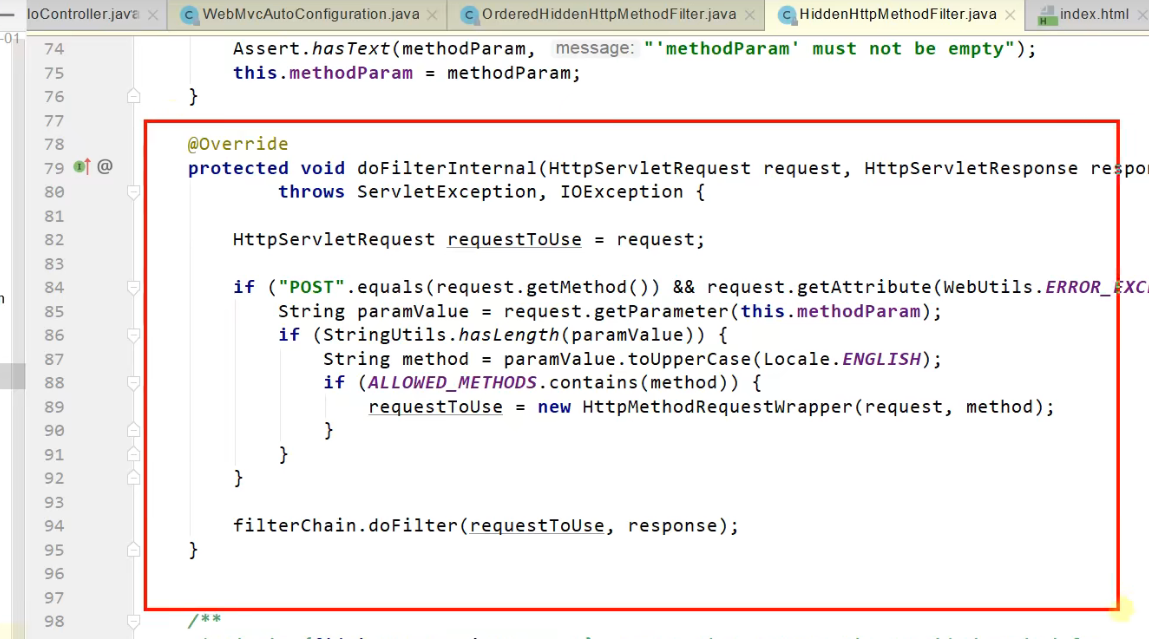 IoController.java × WebMvcAutoConfiguration.java × OrderedHiddenHttpMethodFilter.java × HiddenHttpMethodFilter.java × index.html ×
-01
74 Assert.hasText(methodParam, message: "'methodParam' must not be empty");
75 this.methodParam = methodParam;
76 }
77
78 @Override
79 @ protected void doFilterInternal(HttpServletRequest request, HttpServletResponse respon
80 throws ServletException, IOException {
81
82 HttpServletRequest requestToUse = request;
83
84 if ("POST".equals(request.getMethod()) && request.getAttribute(WebUtils.ERROR_EXC
85 String paramValue = request.getParameter(this.methodParam);
86 if (StringUtils.hasLength(paramValue)) {
87 String method = paramValue.toUpperCase(Locale.ENGLISH);
88 if (ALLOWED_METHODS.contains(method)) {
89 requestToUse = new HttpMethodRequestWrapper(request, method);
90 }
91 }
92 }
93
94 filterChain.doFilter(requestToUse, response);
95 }
96
97
98 /**